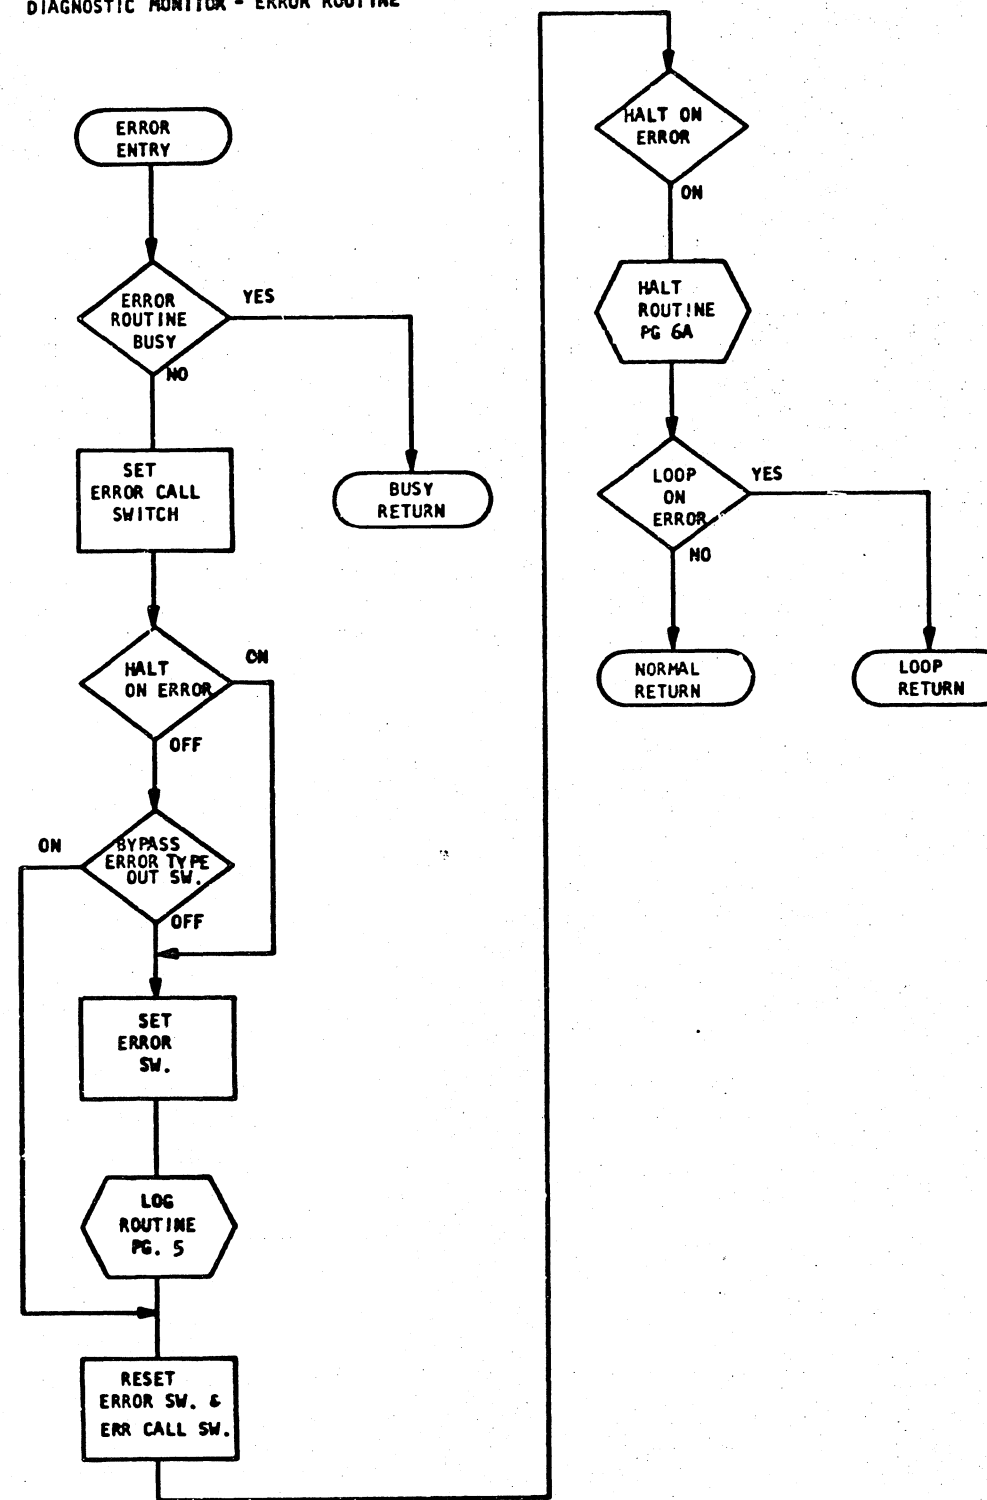 DIAGNOSTIC MONITOR - ERROR ROUTINE
ERROR
ENTRY
ERROR
ROUTINE
BUSY
YES
NO
BUSY
RETURN
SET
ERROR CALL
SWITCH
HALT
ON ERROR
ON
OFF
BYPASS
ERROR TYPE
OUT SW.
ON
OFF
SET
ERROR
SW.
LOG
ROUTINE
PG. 5
RESET
ERROR SW. &
ERR CALL SW.
HALT ON
ERROR
ON
HALT
ROUTINE
PG 6A
LOOP
ON
ERROR
YES
NO
NORMAL
RETURN
LOOP
RETURN